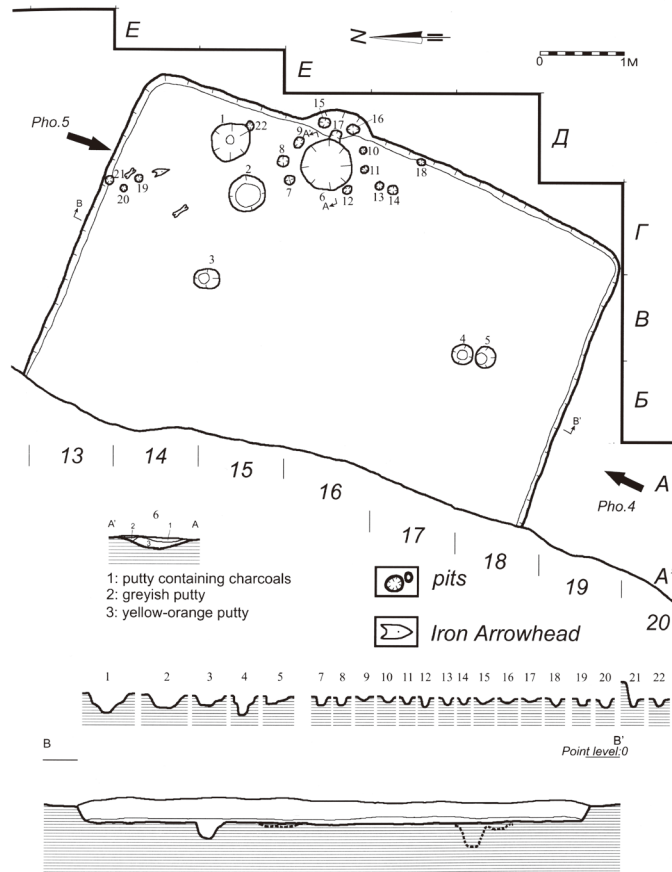 E
E
N
0 1M
Д
Г
В
Б
A
A'
Pho.5
Pho.4
1
22
15
17
16
9
A'
10
8
11
18
7
6
12
13
14
A
2
21
20
19
B
3
4
5
B'
13
14
15
16
17
18
19
20
6
A'
2
1
A
3
1: putty containing charcoals
2: greyish putty
3: yellow-orange putty
pits
Iron Arrowhead
1 2 3 4 5 7 8 9 10 11 12 13 14 15 16 17 18 19 20 21 22
B
B'
Point level:0